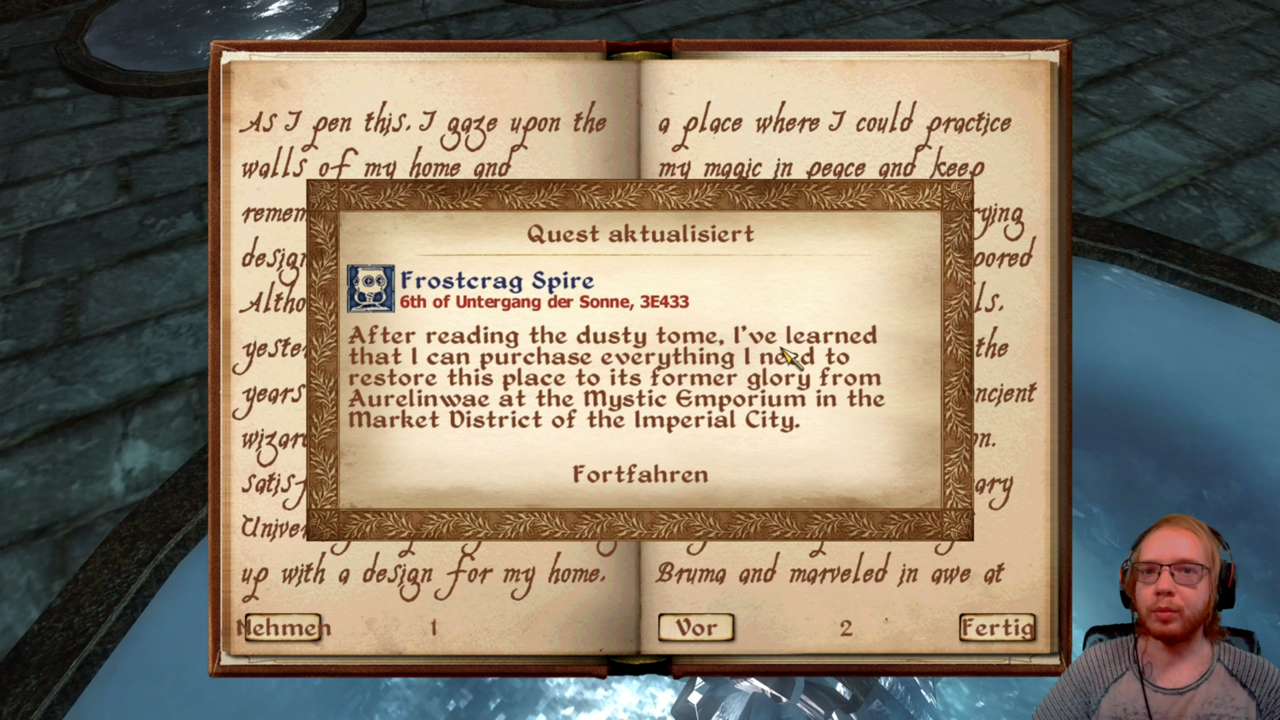 As I pen this, I gaze upon the
walls of my home and
remem
design
Altho
yeste
years
wizar
satisf
Univer
up with a design for my home.
a place where I could practice
my magic in peace and keep
rying
pored
ls.
the
ncient
on.
ary
Bruma and marveled in awe at
Quest aktualisiert
Frostcrag Spire
6th of Untergang der Sonne, 3E433
After reading the dusty tome, I've learned
that I can purchase everything I need to
restore this place to its former glory from
Aurelinwae at the Mystic Emporium in the
Market District of the Imperial City.
Fortfahren
Nehmen
1
Vor
2
Fertig